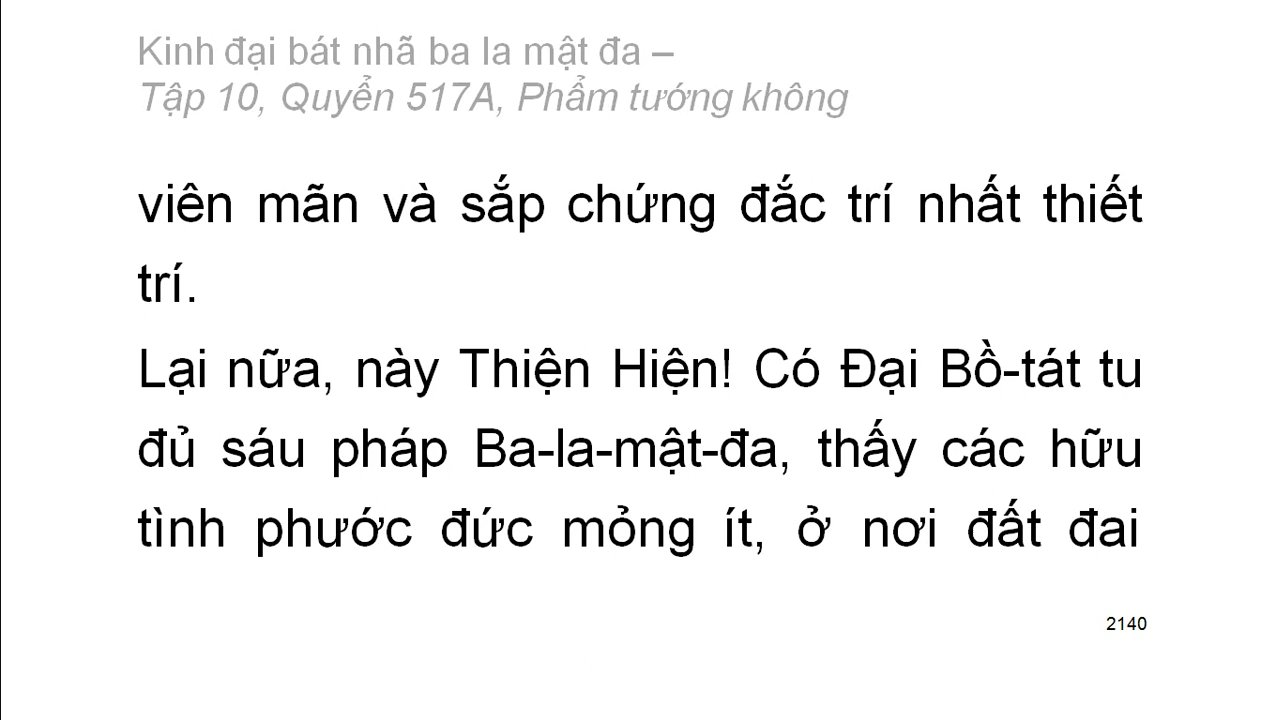 Kinh đại bát nhã ba la mật đa –
Tập 10, Quyển 517A, Phẩm tướng không
viên mãn và sắp chứng đắc trí nhất thiết
trí.
Lại nữa, này Thiện Hiện! Có Đại Bồ-tát tu
đủ sáu pháp Ba-la-mật-đa, thấy các hữu
tình phước đức mỏng ít, ở nơi đất đai
2140